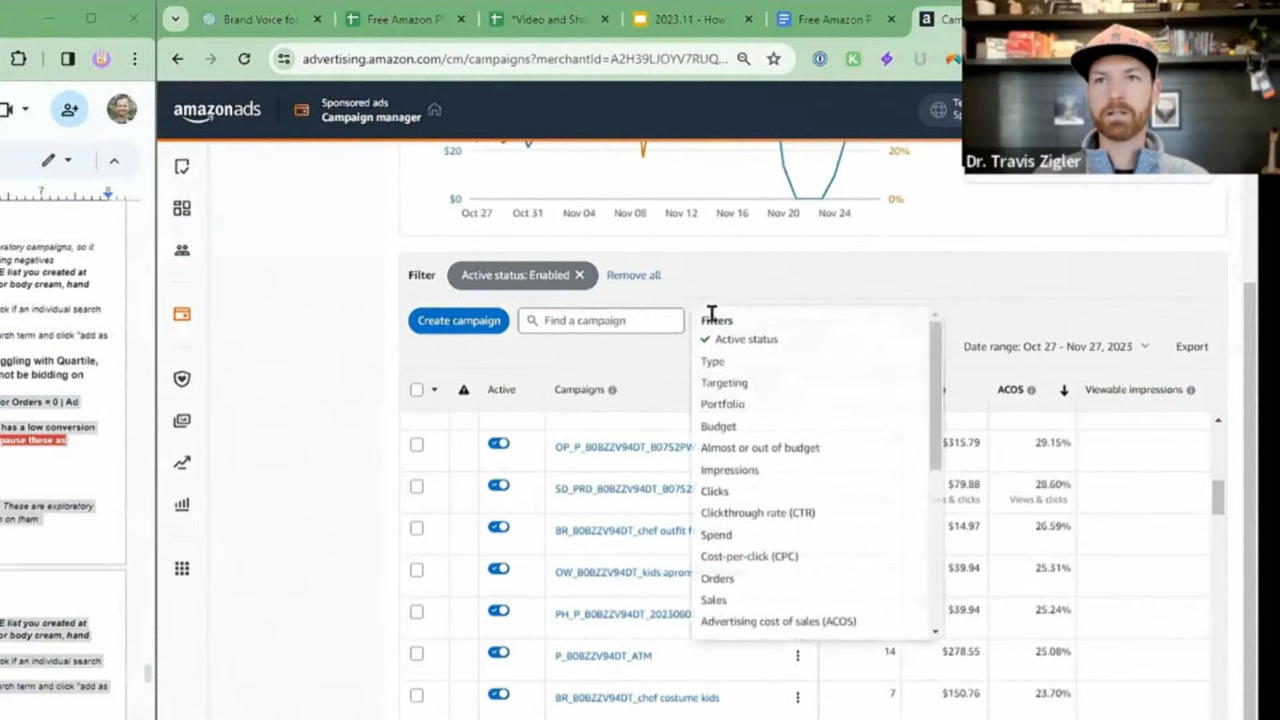 Brand Voice fo
Free Amazon P
"Video and Sho
2023.11 - How
Free Amazon P
Cam
advertising.amazon.com/cm/campaigns?merchantId=A2H39LJOYV7RUQ...
amazonads
Sponsored ads
Campaign manager
Dr. Travis Zigler
7
8
ratory campaigns, so it
ing negatives
E list you created at
or body cream, hand
ck if an individual search
rch term and click "add as
ggling with Quartile,
not be bidding on
or Orders = 0 | Ad
has a low conversion
pause these as
These are exploratory
n on them
E list you created at
or body cream, hand
ck if an individual search
rch term and click "add as
$20
20%
$0
0%
Oct 27
Oct 31
Nov 04
Nov 08
Nov 12
Nov 16
Nov 20
Nov 24
Filter
Active status: Enabled
Remove all
Create campaign
Find a campaign
Filters
Active status
Type
Targeting
Portfolio
Budget
Almost or out of budget
Impressions
Clicks
Clickthrough rate (CTR)
Spend
Cost-per-click (CPC)
Orders
Sales
Advertising cost of sales (ACOS)
Date range: Oct 27 - Nov 27, 2023
Export
Active
Campaigns
ACOS
Viewable impressions
OP_P_B0BZZV94DT_B0752PV
$315.79
29.15%
SD_PRD_B0BZZV94DT_B0752
$79.88
28.60%
& clicks
Views & clicks
BR_B0BZZV94DT_chef outfit f
$14.97
26.59%
OW_B0BZZV94DT_kids apron
$39.94
25.31%
PH_P_B0BZZV94DT_2023080
$39.94
25.24%
P_B0BZZV94DT_ATM
14
$278.55
25.08%
BR_B0BZZV94DT_chef costume kids
7
$150.76
23.70%